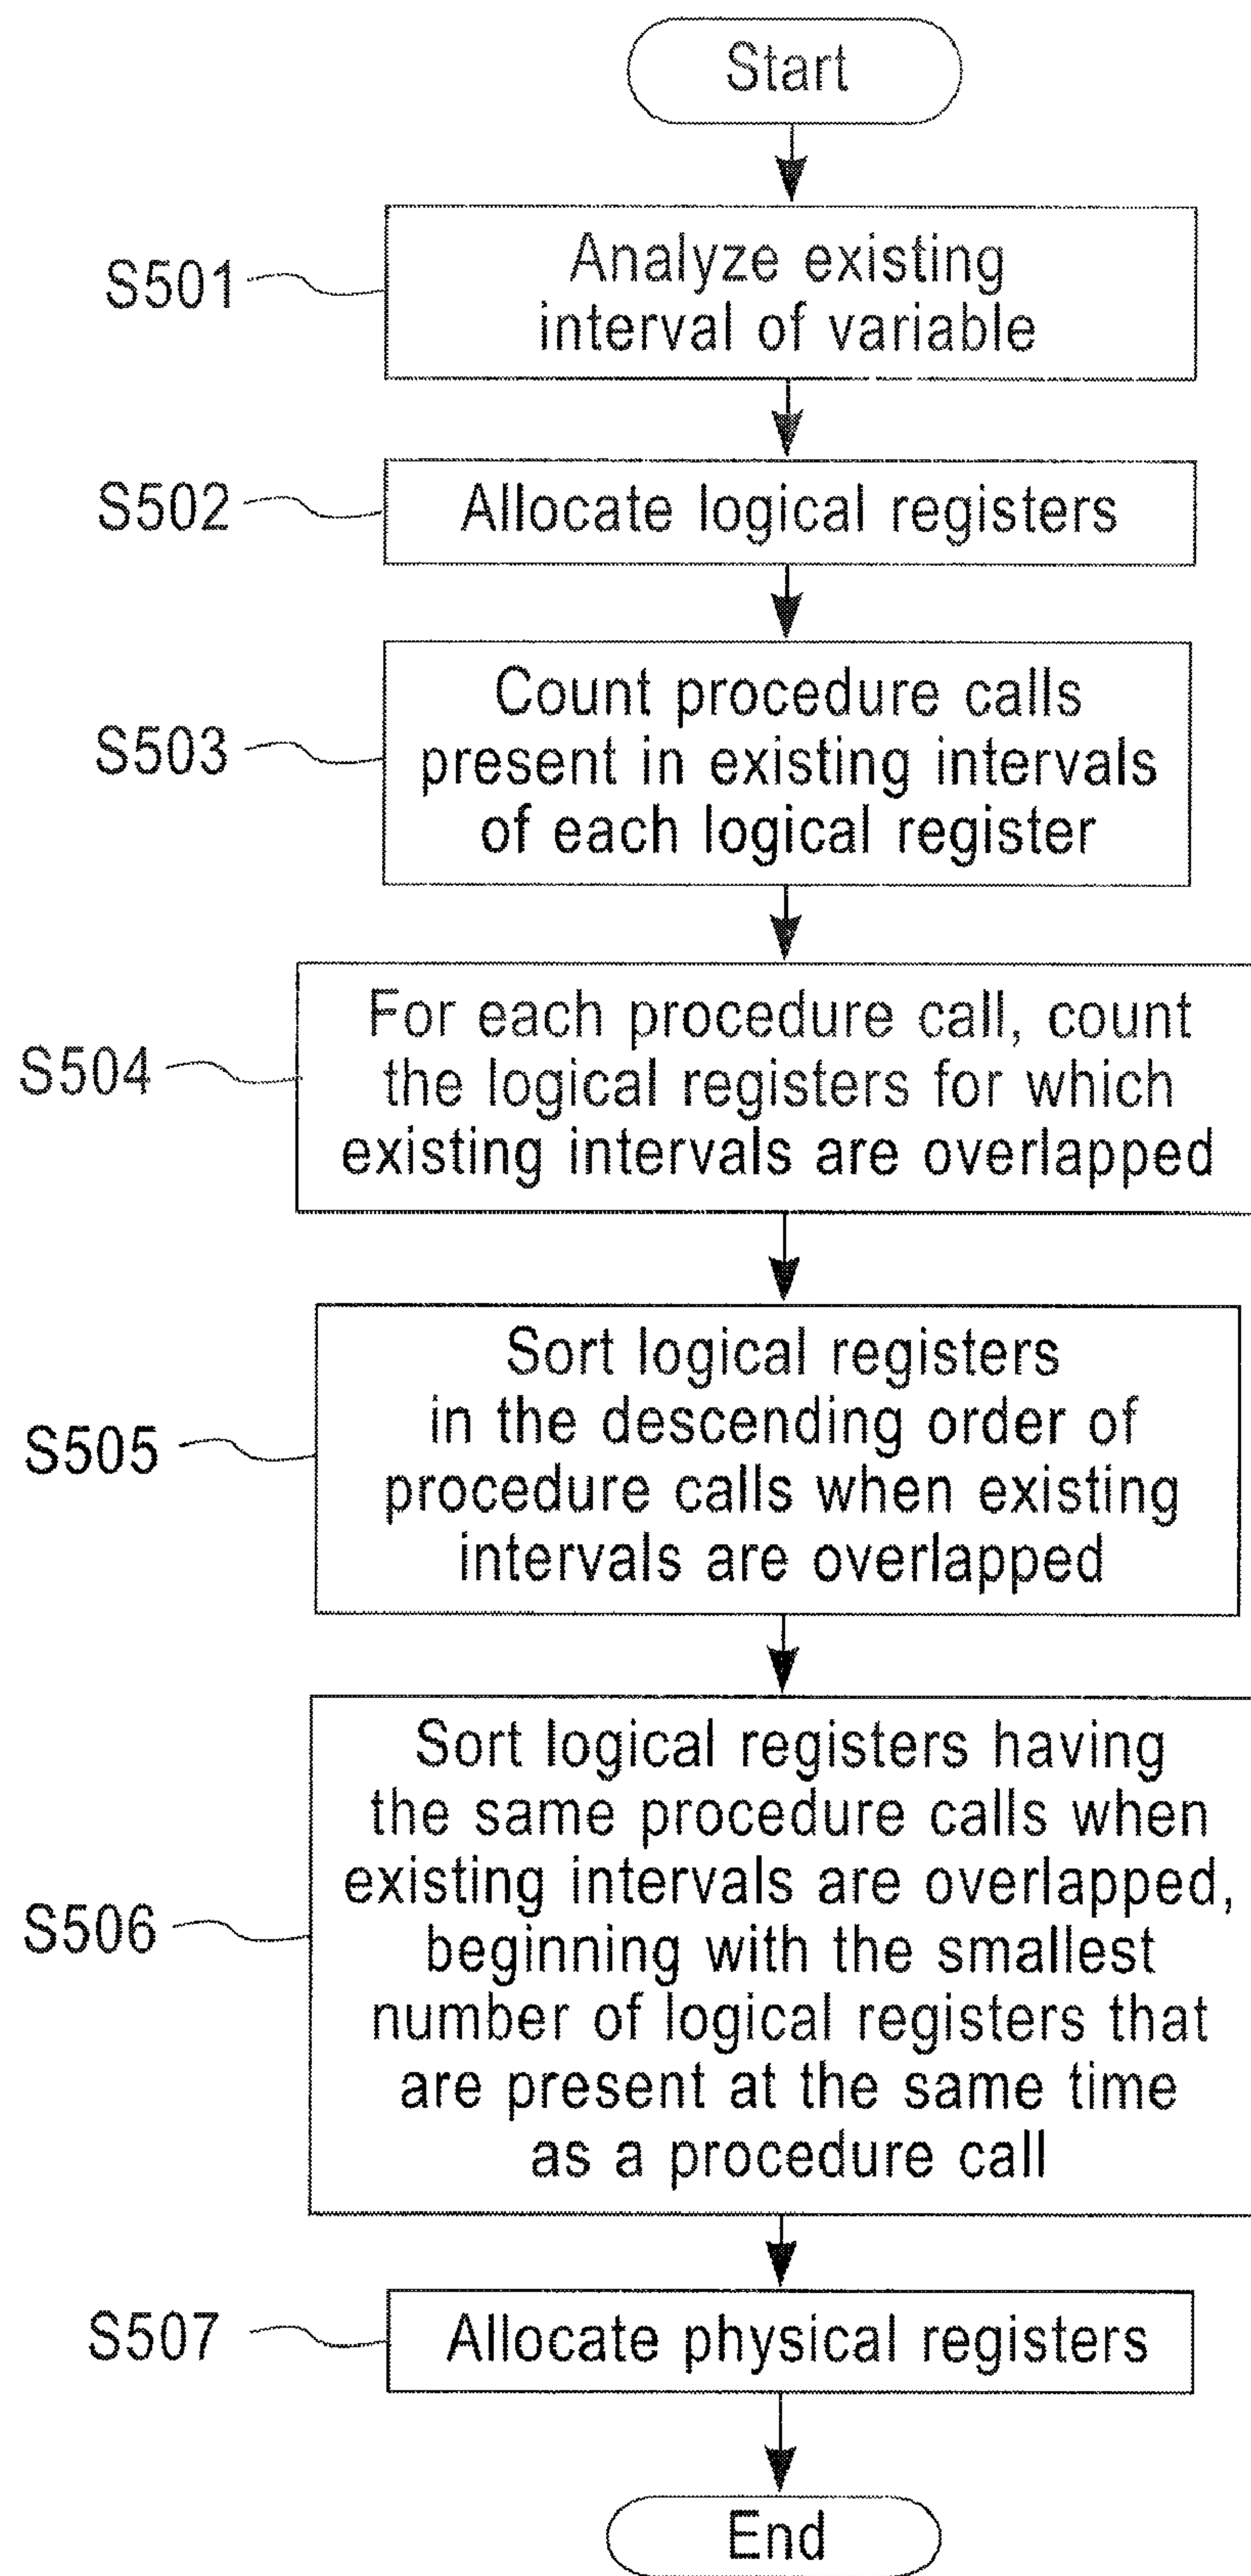 Start
S501
Analyze existing
interval of variable
S502
Allocate logical registers
S503
Count procedure calls
present in existing intervals
of each logical register
S504
For each procedure call, count
the logical registers for which
existing intervals are overlapped
S505
Sort logical registers
in the descending order of
procedure calls when existing
intervals are overlapped
S506
Sort logical registers having
the same procedure calls when
existing intervals are overlapped,
beginning with the smallest
number of logical registers that
are present at the same time
as a procedure call
S507
Allocate physical registers
End